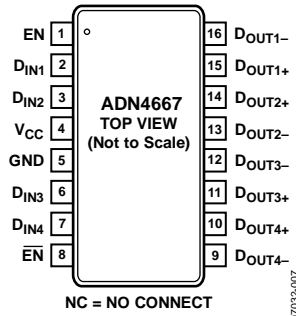 EN 1
DIN1 2
DIN2 3
VCC 4
GND 5
DIN3 6
DIN4 7
EN 8
ADN4667
TOP VIEW
(Not to Scale)
16 DOUT1–
15 DOUT1+
14 DOUT2+
13 DOUT2–
12 DOUT3–
11 DOUT3+
10 DOUT4+
9 DOUT4–
NC = NO CONNECT
07032-007